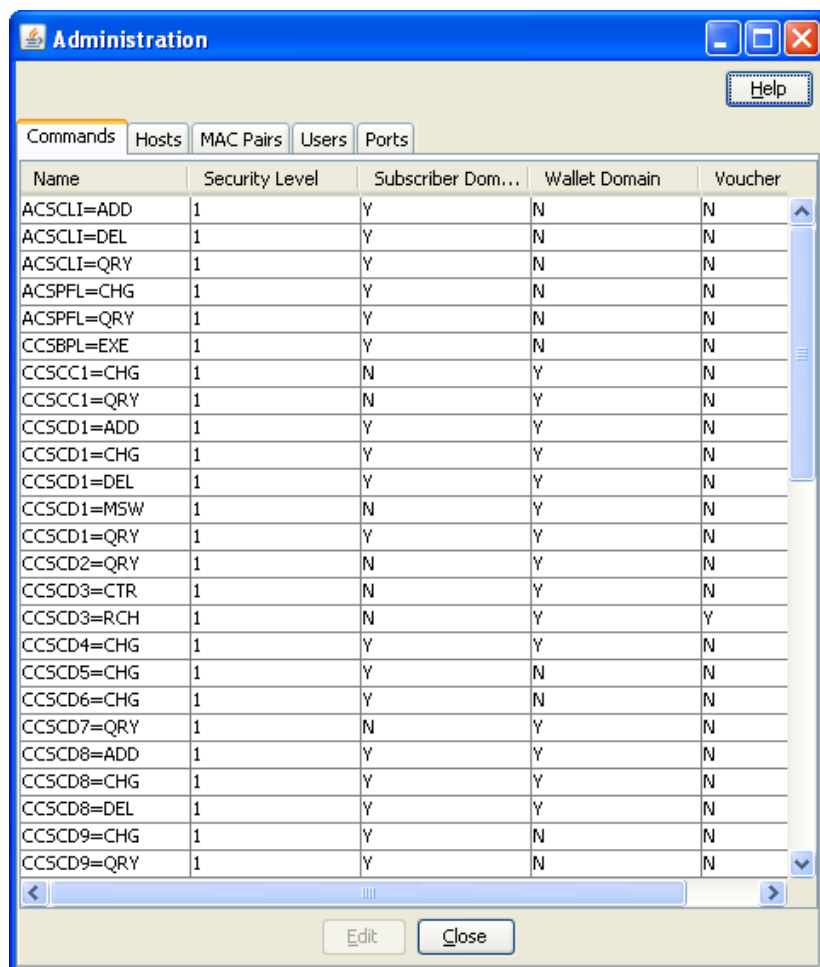 Administration
Help
Commands Hosts MAC Pairs Users Ports
Name Security Level Subscriber Dom... Wallet Domain Voucher
ACSCLI=ADD 1 Y N N
ACSCLI=DEL 1 Y N N
ACSCLI=QRY 1 Y N N
ACSPFL=CHG 1 Y N N
ACSPFL=QRY 1 Y N N
CCSBPL=EXE 1 Y N N
CCSCC1=CHG 1 N Y N
CCSCC1=QRY 1 N Y N
CCSCD1=ADD 1 Y Y N
CCSCD1=CHG 1 Y Y N
CCSCD1=DEL 1 Y Y N
CCSCD1=MSW 1 N Y N
CCSCD1=QRY 1 Y Y N
CCSCD2=QRY 1 N Y N
CCSCD3=CTR 1 N Y N
CCSCD3=RCH 1 N Y Y
CCSCD4=CHG 1 Y Y N
CCSCD5=CHG 1 Y N N
CCSCD6=CHG 1 Y N N
CCSCD7=QRY 1 N Y N
CCSCD8=ADD 1 Y Y N
CCSCD8=CHG 1 Y Y N
CCSCD8=DEL 1 Y Y N
CCSCD9=CHG 1 Y N N
CCSCD9=QRY 1 Y N N
Edit Close